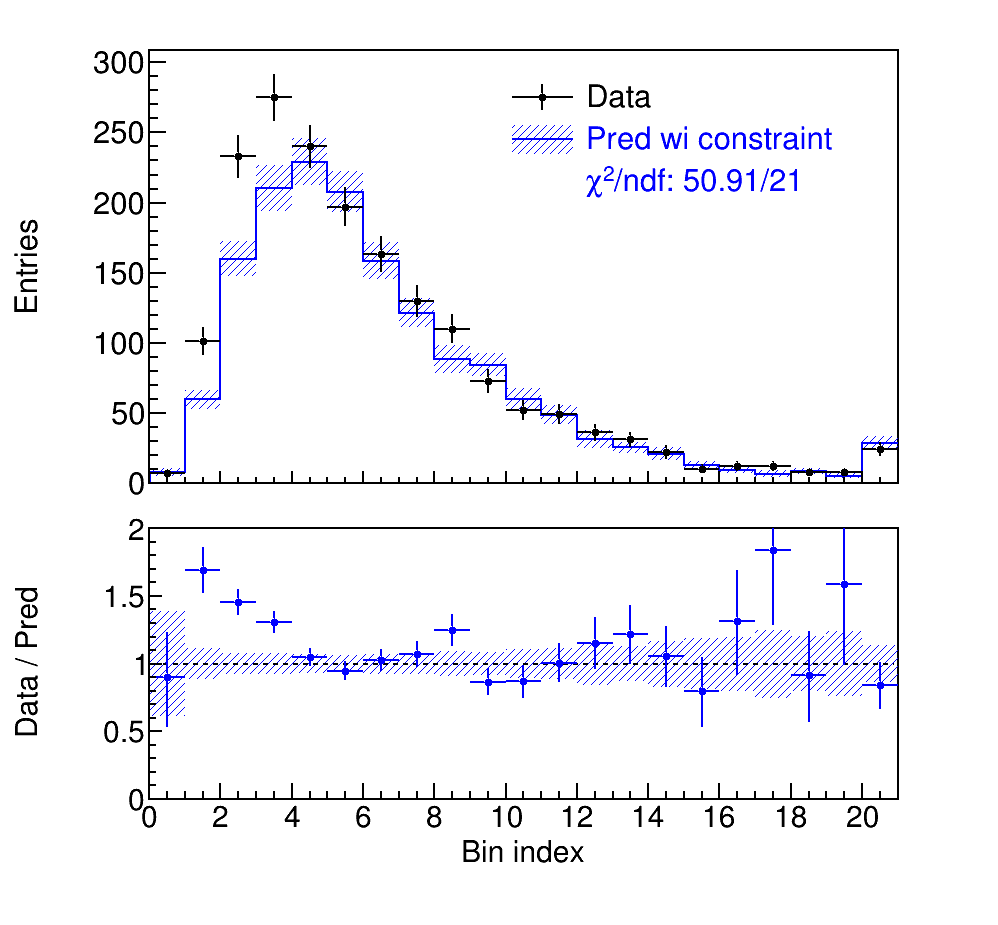 300
250
200
150
100
50
0
Entries
Data
Pred wi constraint
χ²/ndf: 50.91/21
2
1.5
1
0.5
0
Data / Pred
0 2 4 6 8 10 12 14 16 18 20
Bin index